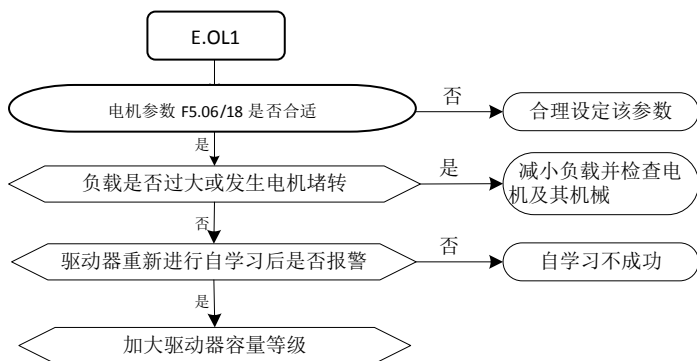 E.OL1
电机参数 F5.06/18 是否合适
否
合理设定该参数
是
负载是否过大或发生电机堵转
是
减小负载并检查电
机及其机械
否
驱动器重新进行自学习后是否报警
否
自学习不成功
是
加大驱动器容量等级